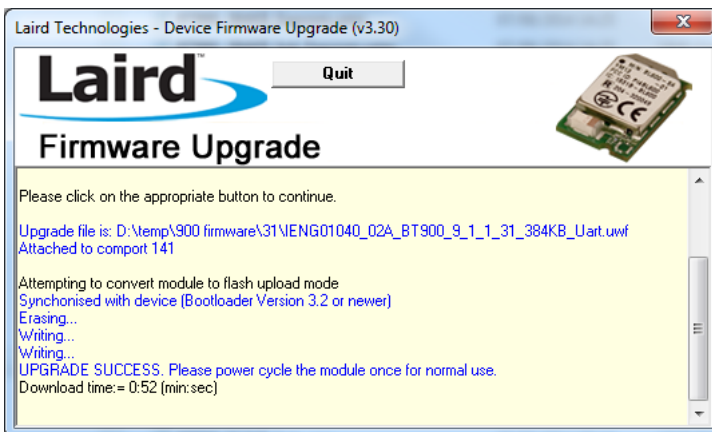 Laird Technologies - Device Firmware Upgrade (v3.30)
Laird™
Quit
Firmware Upgrade
Please click on the appropriate button to continue.
Upgrade file is: D:\temp\900 firmware\31\IENG01040_02A_BT900_9_1_1_31_384KB_Uart.uwf
Attached to comport 141
Attempting to convert module to flash upload mode
Synchonised with device (Bootloader Version 3.2 or newer)
Erasing...
Writing...
Writing...
UPGRADE SUCCESS. Please power cycle the module once for normal use.
Download time:= 0:52 (min:sec)